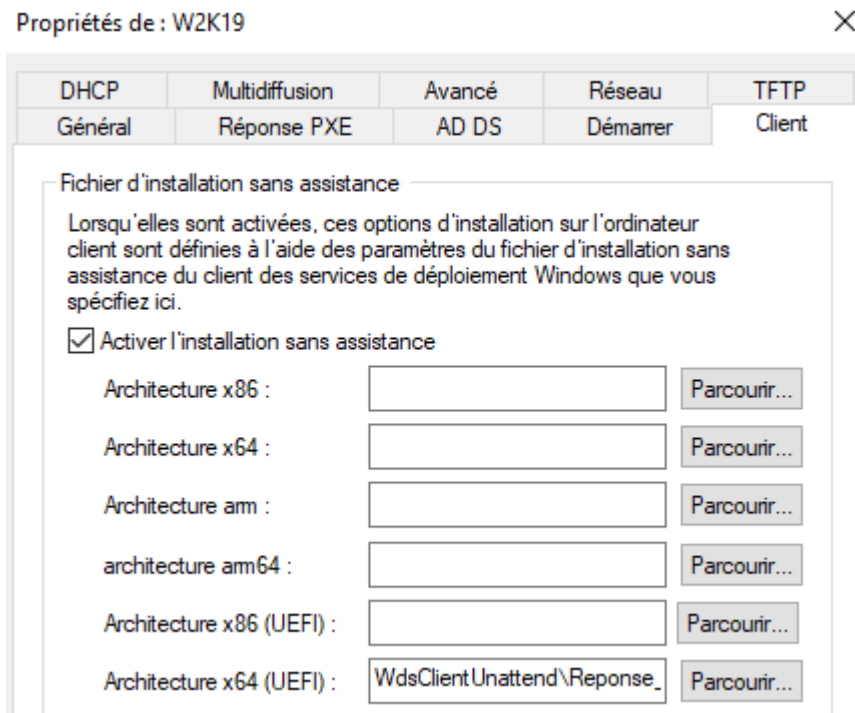 Propriétés de : W2K19
DHCP Multidiffusion Avancé Réseau TFTP
Général Réponse PXE AD DS Démarrer Client
Fichier d'installation sans assistance
Lorsqu'elles sont activées, ces options d'installation sur l'ordinateur
client sont définies à l'aide des paramètres du fichier d'installation sans
assistance du client des services de déploiement Windows que vous
spécifiez ici.
Activer l'installation sans assistance
Architecture x86 : Parcourir...
Architecture x64 : Parcourir...
Architecture arm : Parcourir...
architecture arm64 : Parcourir...
Architecture x86 (UEFI) : Parcourir...
Architecture x64 (UEFI) : WdsClientUnattend\Reponse_ Parcourir...